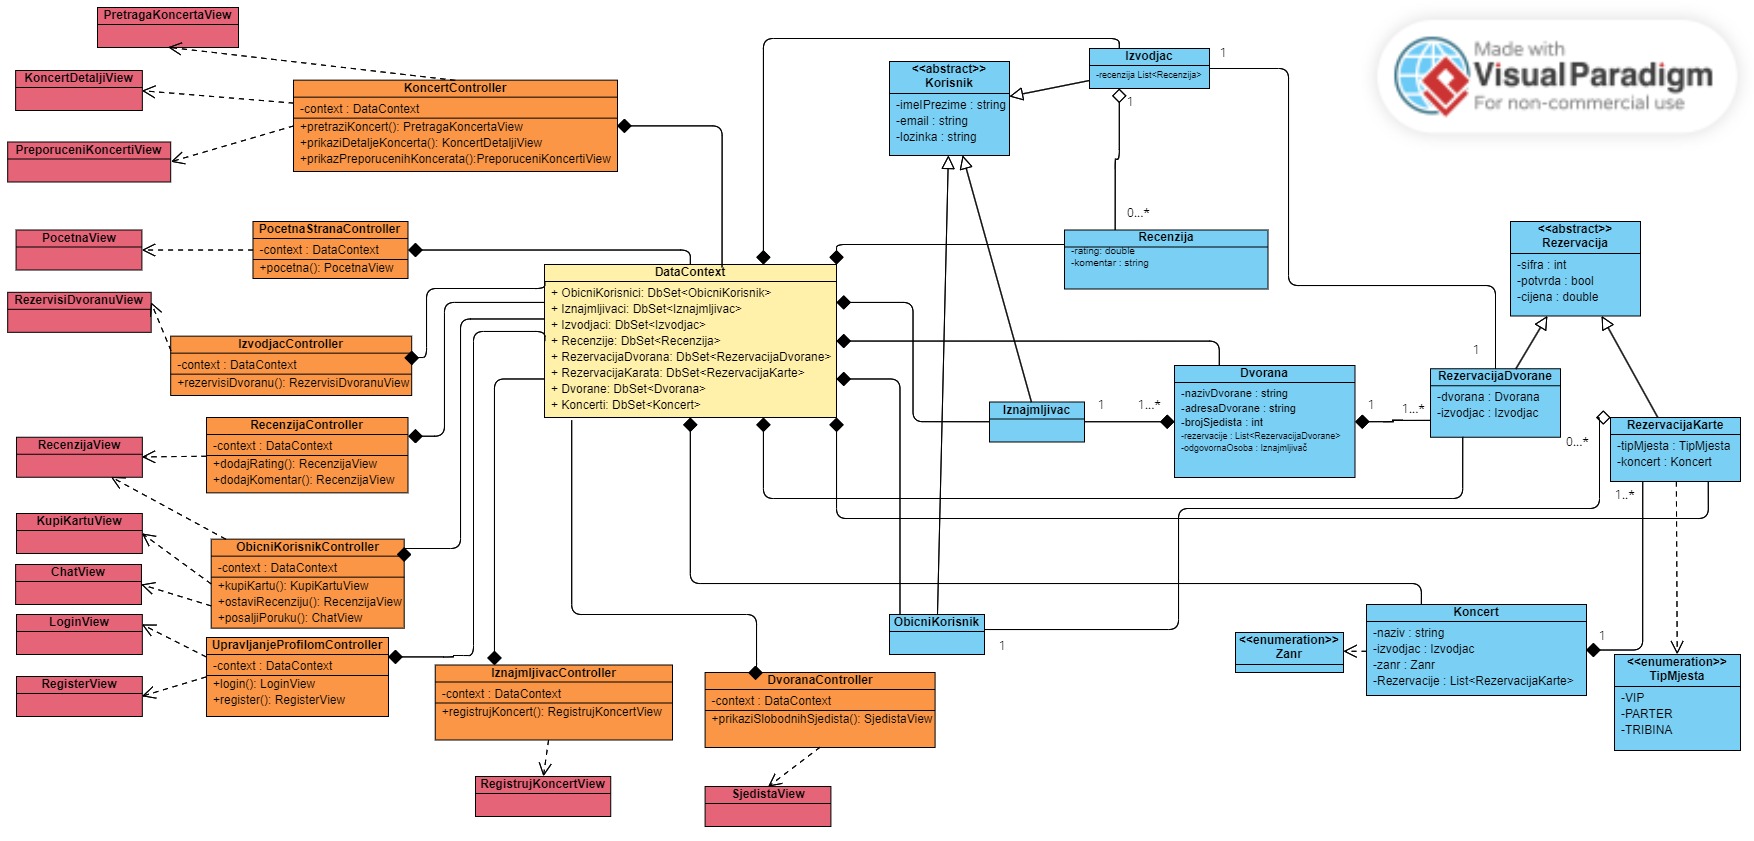 PretragaKoncertaView
KoncertDetaljiView
PreporuceniKoncertiView
KoncertController
-context : DataContext
+pretraziKoncert(): PretragaKoncertaView
+prikaziDetaljeKoncerta(): KoncertDetaljiView
+prikazPreporucenihKoncerata():PreporuceniKoncertiView
PocetnaView
PocetnaStranaController
-context : DataContext
+pocetna(): PocetnaView
RezervisiDvoranuView
IzvodjacController
-context : DataContext
+rezervisiDvoranu(): RezervisiDvoranuView
RecenzijaView
RecenzijaController
-context : DataContext
+dodajRating(): RecenzijaView
+dodajKomentar(): RecenzijaView
KupiKartuView
ChatView
ObicniKorisnikController
-context : DataContext
+kupiKartu(): KupiKartuView
+ostaviRecenziju(): RecenzijaView
+posaljiPoruku(): ChatView
LoginView
RegisterView
UpravljanjeProfilomController
-context : DataContext
+login(): LoginView
+register(): RegisterView
IznajmljivacController
-context : DataContext
+registrujKoncert(): RegistrujKoncertView
RegistrujKoncertView
DvoranaController
-context : DataContext
+prikaziSlobodnihSjedista(): SjedistaView
SjedistaView
DataContext
+ ObicniKorisnici: DbSet<ObicniKorisnik>
+ Iznajmljivaci: DbSet<Iznajmljivac>
+ Izvodjaci: DbSet<Izvodjac>
+ Recenzije: DbSet<Recenzija>
+ RezervacijaDvorana: DbSet<RezervacijaDvorane>
+ RezervacijaKarata: DbSet<RezervacijaKarte>
+ Dvorane: DbSet<Dvorana>
+ Koncerti: DbSet<Koncert>
<<abstract>>
Korisnik
-imeIPrezime : string
-email : string
-lozinka : string
Izvodjac
-recenzija List<Recenzija>
1
1
0...*
Recenzija
-rating: double
-komentar : string
<<abstract>>
Rezervacija
-sifra : int
-potvrda : bool
-cijena : double
1
Iznajmljivac
1
1...*
Dvorana
-nazivDvorane : string
-adresaDvorane : string
-brojSjedista : int
-rezervacije : List<RezervacijaDvorane>
-odgovornaOsoba : Iznajmljivač
1
1...*
RezervacijaDvorane
-dvorana : Dvorana
-izvodjac : Izvodjac
0...*
RezervacijaKarte
-tipMjesta : TipMjesta
-koncert : Koncert
1..*
ObicniKorisnik
1
<<enumeration>>
Zanr
Koncert
-naziv : string
-izvodjac : Izvodjac
-zanr : Zanr
-Rezervacije : List<RezervacijaKarte>
1
<<enumeration>>
TipMjesta
-VIP
-PARTER
-TRIBINA
Made with
Visual Paradigm
For non-commercial use